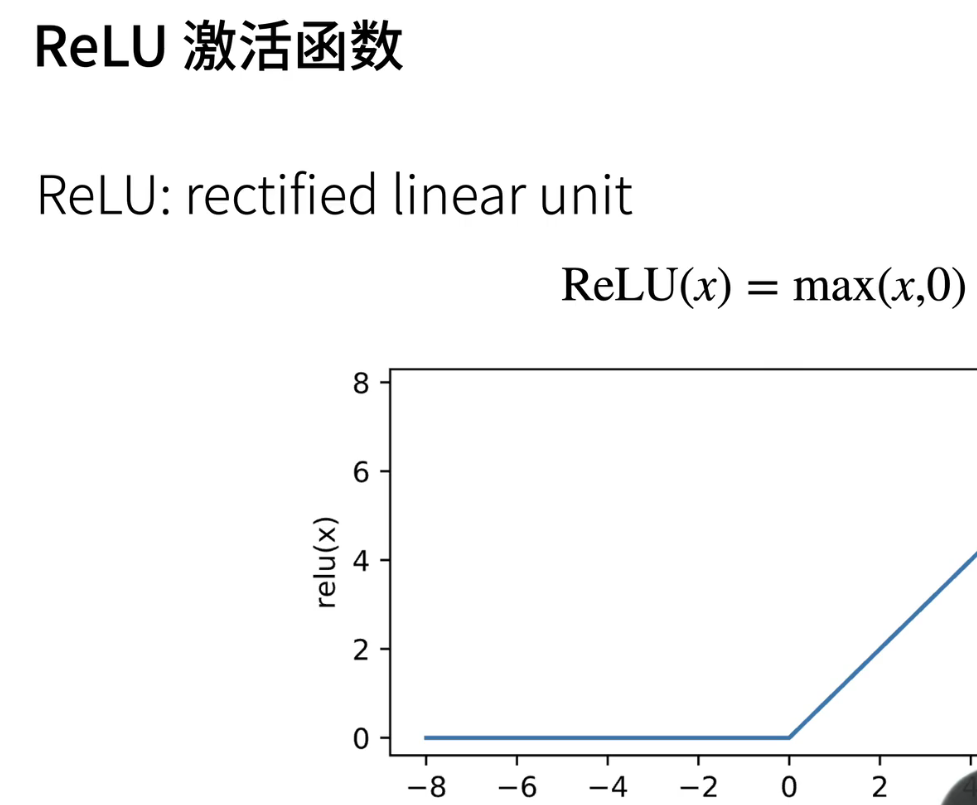 ReLU 激活函数
ReLU: rectified linear unit
ReLU(x) = max(x,0)
8
6
4
2
0
relu(x)
−8 −6 −4 −2 0 2